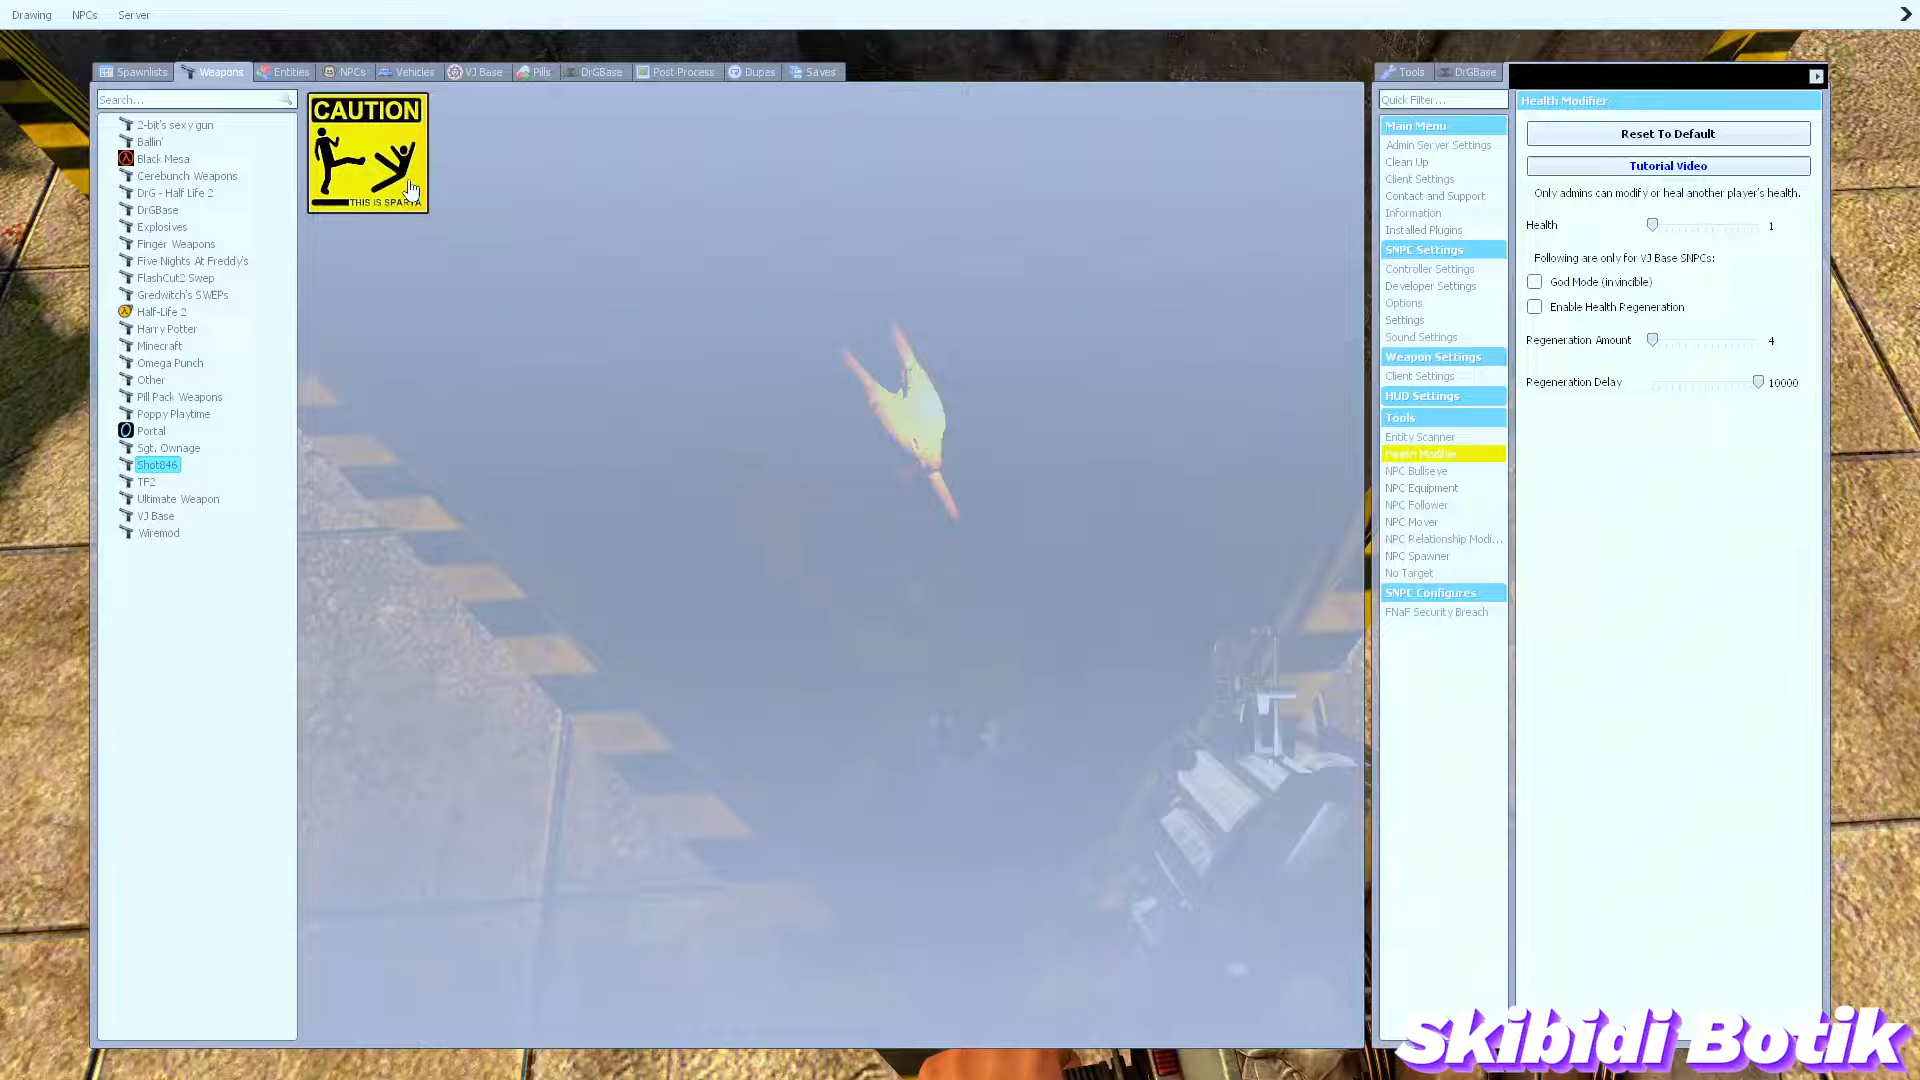 Drawing NPCs Server
Spawnlists Weapons Entities NPCs Vehicles VJ Base Pills DrGBase Post Process Dupes Saves
Search...
2-bit's sexy gun
Ballin'
Black Mesa
Cerebunch Weapons
DrG - Half Life 2
DrGBase
Explosives
Finger Weapons
Five Nights At Freddy's
FlashCut2 Swep
Gredwitch's SWEPs
Half-Life 2
Harry Potter
Minecraft
Omega Punch
Other
Pill Pack Weapons
Poppy Playtime
Portal
Sgt. Ownage
Shot846
TF2
Ultimate Weapon
VJ Base
Wiremod
CAUTION
THIS IS SPARTA
Tools DrGBase
Quick Filter...
Main Menu
Admin Server Settings
Clean Up
Client Settings
Contact and Support
Information
Installed Plugins
SNPC Settings
Controller Settings
Developer Settings
Options
Settings
Sound Settings
Weapon Settings
Client Settings
HUD Settings
Tools
Entity Scanner
Health Modifier
NPC Bullseye
NPC Equipment
NPC Follower
NPC Mover
NPC Relationship Modi...
NPC Spawner
No Target
SNPC Configures
FNaF Security Breach
Health Modifier
Reset To Default
Tutorial Video
Only admins can modify or heal another player's health.
Health 1
Following are only for VJ Base SNPCs:
God Mode (invincible)
Enable Health Regeneration
Regeneration Amount 4
Regeneration Delay 10000
Skibidi Botik